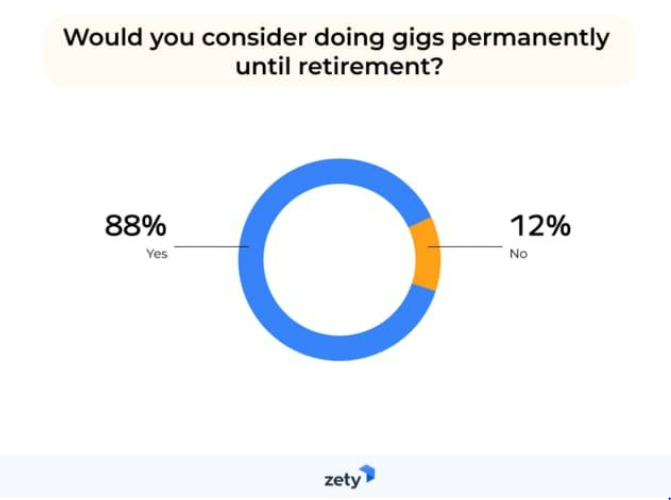 Would you consider doing gigs permanently
until retirement?
88%
Yes
12%
No
zety